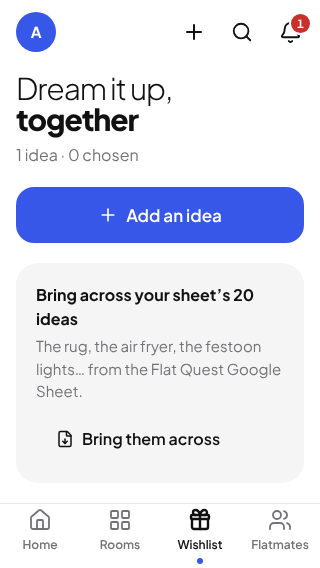 A
1
Dream it up,
together
1 idea · 0 chosen
Add an idea
Bring across your sheet’s 20
ideas
The rug, the air fryer, the festoon
lights… from the Flat Quest Google
Sheet.
Bring them across
Home
Rooms
Wishlist
Flatmates